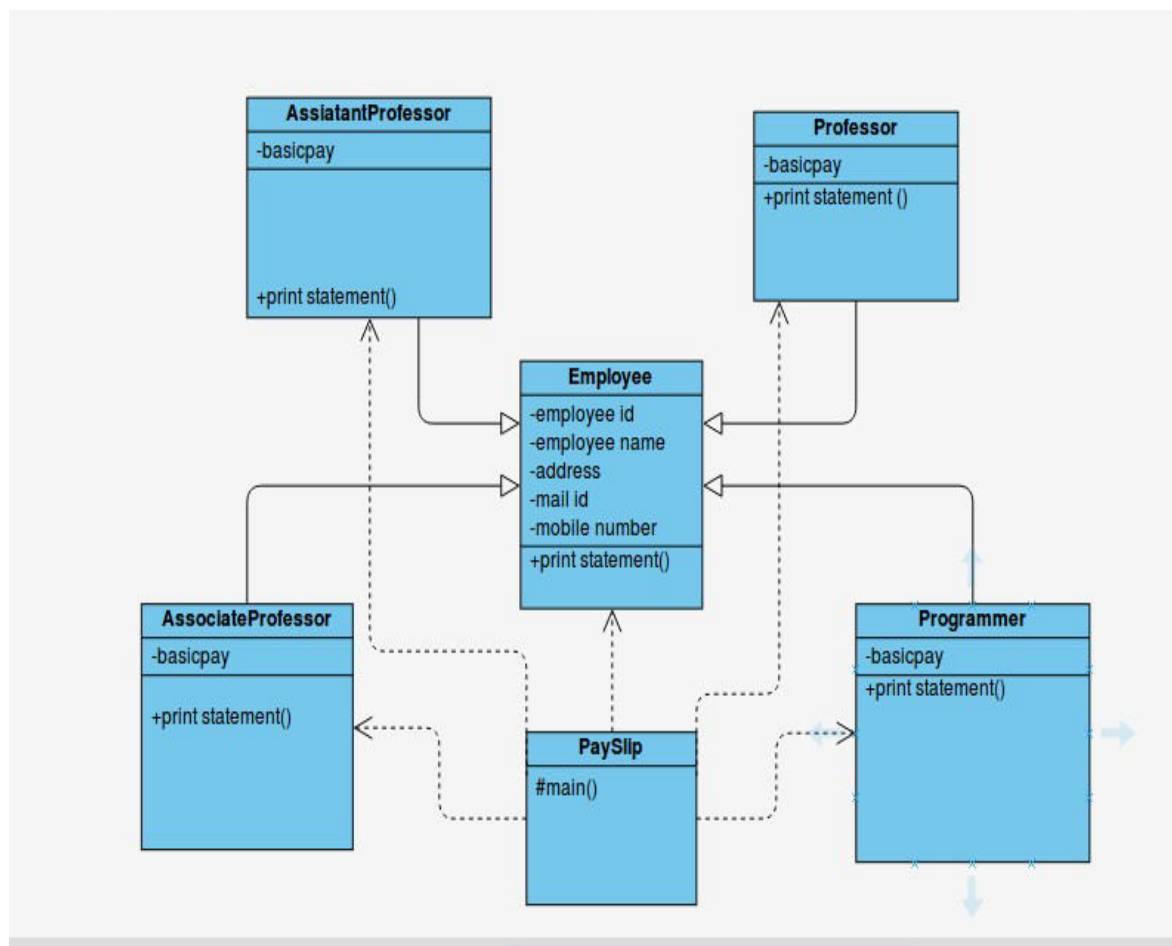 AssiatantProfessor
-basicpay
+print statement()
Professor
-basicpay
+print statement ()
Employee
-employee id
-employee name
-address
-mail id
-mobile number
+print statement()
AssociateProfessor
-basicpay
+print statement()
PaySlip
#main()
Programmer
-basicpay
+print statement()